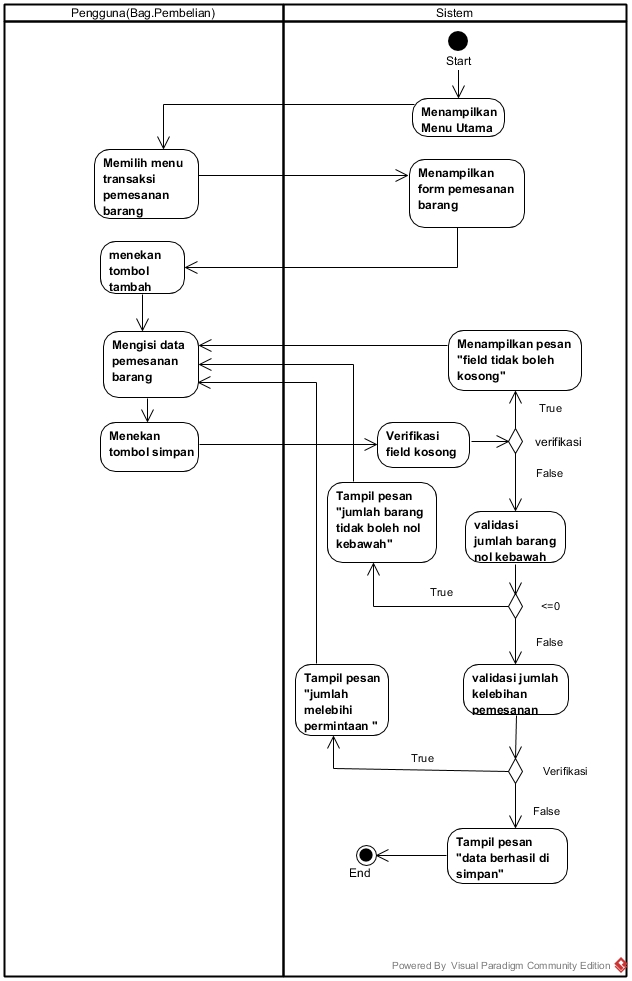 Pengguna(Bag.Pembelian)
Sistem
Start
Menampilkan
Menu Utama
Memilih menu
transaksi
pemesanan
barang
Menampilkan
form pemesanan
barang
menekan
tombol
tambah
Mengisi data
pemesanan
barang
Menampilkan pesan
"field tidak boleh
kosong"
True
Menekan
tombol simpan
Verifikasi
field kosong
verifikasi
False
Tampil pesan
"jumlah barang
tidak boleh nol
kebawah"
validasi
jumlah barang
nol kebawah
True
<=0
False
Tampil pesan
"jumlah
melebihi
permintaan "
validasi jumlah
kelebihan
pemesanan
True
Verifikasi
False
Tampil pesan
"data berhasil di
simpan"
End
Powered By Visual Paradigm Community Edition